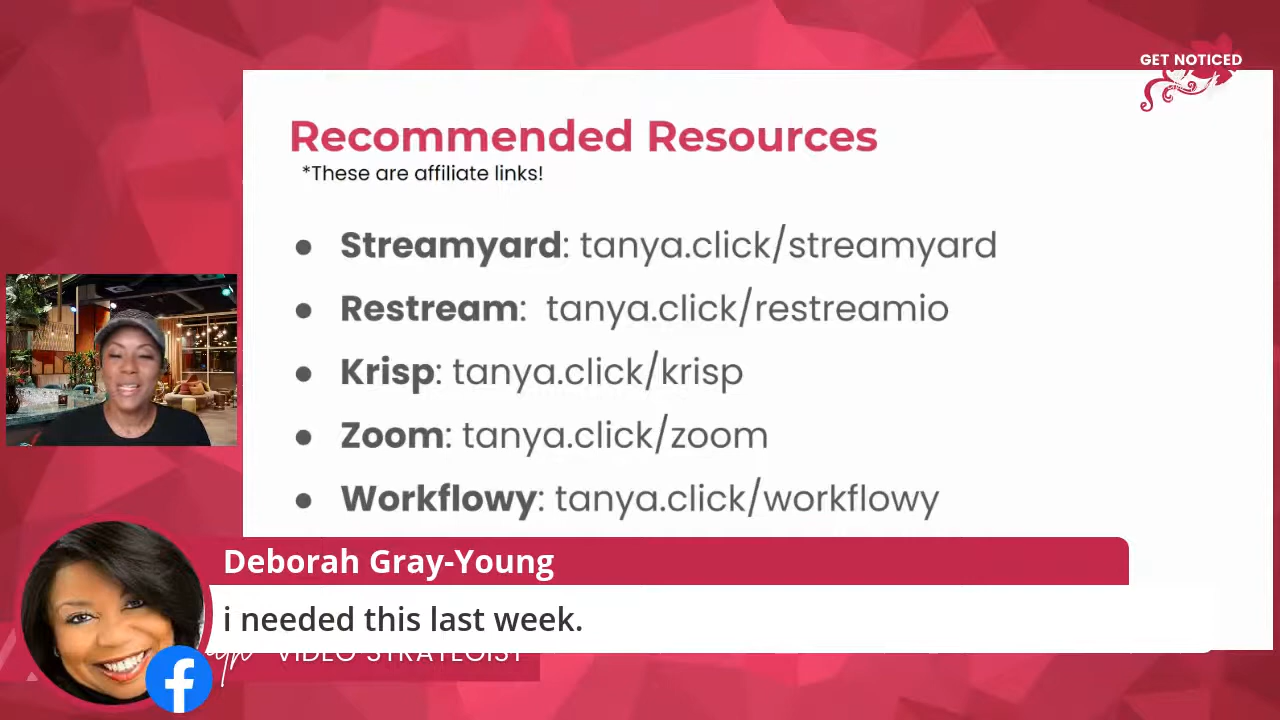 GET NOTICED
Recommended Resources
*These are affiliate links!
● Streamyard: tanya.click/streamyard
● Restream: tanya.click/restreamio
● Krisp: tanya.click/krisp
● Zoom: tanya.click/zoom
● Workflowy: tanya.click/workflowy
Deborah Gray-Young
i needed this last week.
VIDEO STRATEGIST